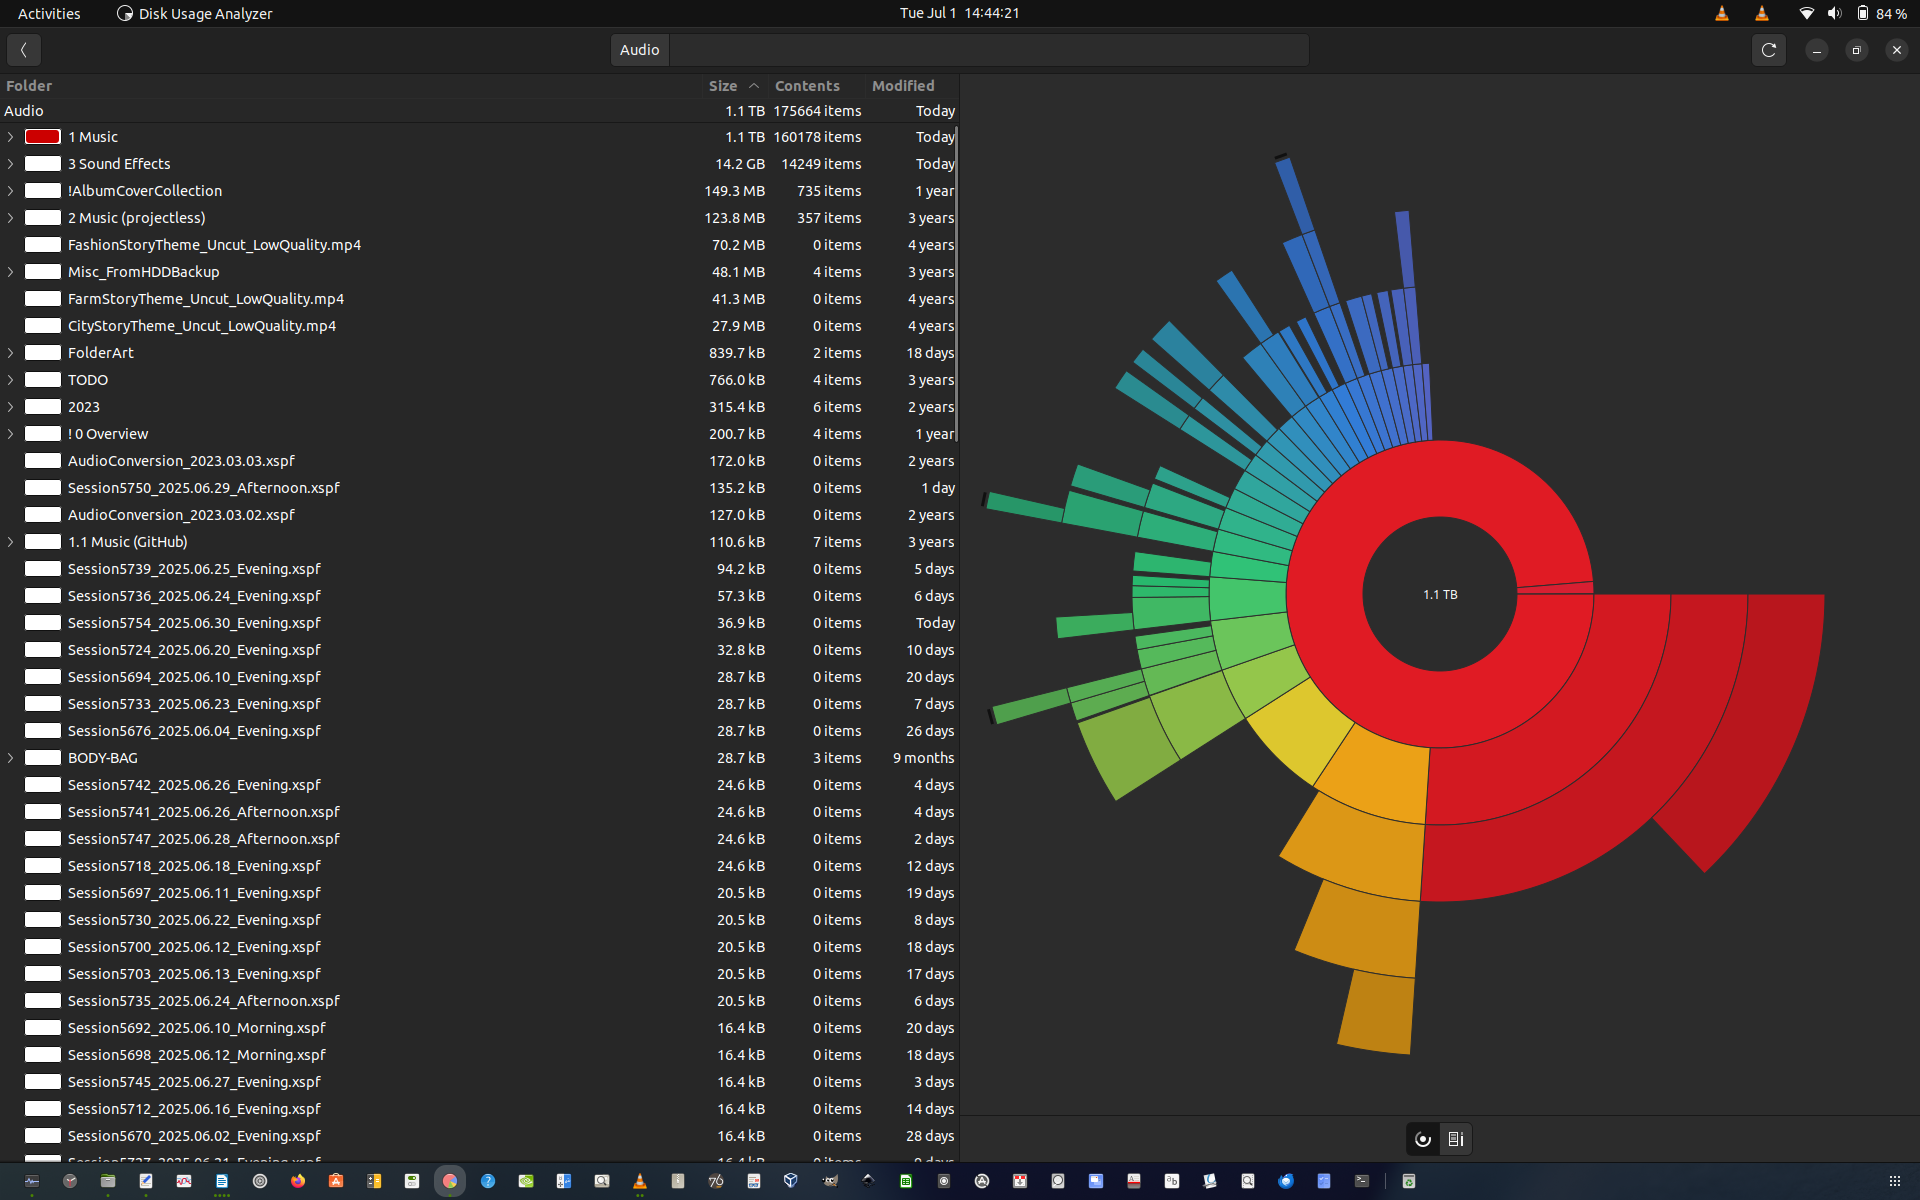 Activities Disk Usage Analyzer Tue Jul 1 14:44:21 84 %
Audio
Folder Size Contents Modified
Audio 1.1 TB 175664 items Today
1 Music 1.1 TB 160178 items Today
3 Sound Effects 14.2 GB 14249 items Today
!AlbumCoverCollection 149.3 MB 735 items 1 year
2 Music (projectless) 123.8 MB 357 items 3 years
FashionStoryTheme_Uncut_LowQuality.mp4 70.2 MB 0 items 4 years
Misc_FromHDDBackup 48.1 MB 4 items 3 years
FarmStoryTheme_Uncut_LowQuality.mp4 41.3 MB 0 items 4 years
CityStoryTheme_Uncut_LowQuality.mp4 27.9 MB 0 items 4 years
FolderArt 839.7 kB 2 items 18 days
TODO 766.0 kB 4 items 3 years
2023 315.4 kB 6 items 2 years
! 0 Overview 200.7 kB 4 items 1 year
AudioConversion_2023.03.03.xspf 172.0 kB 0 items 2 years
Session5750_2025.06.29_Afternoon.xspf 135.2 kB 0 items 1 day
AudioConversion_2023.03.02.xspf 127.0 kB 0 items 2 years
1.1 Music (GitHub) 110.6 kB 7 items 3 years
Session5739_2025.06.25_Evening.xspf 94.2 kB 0 items 5 days
Session5736_2025.06.24_Evening.xspf 57.3 kB 0 items 6 days
Session5754_2025.06.30_Evening.xspf 36.9 kB 0 items Today
Session5724_2025.06.20_Evening.xspf 32.8 kB 0 items 10 days
Session5694_2025.06.10_Evening.xspf 28.7 kB 0 items 20 days
Session5733_2025.06.23_Evening.xspf 28.7 kB 0 items 7 days
Session5676_2025.06.04_Evening.xspf 28.7 kB 0 items 26 days
BODY-BAG 28.7 kB 3 items 9 months
Session5742_2025.06.26_Evening.xspf 24.6 kB 0 items 4 days
Session5741_2025.06.26_Afternoon.xspf 24.6 kB 0 items 4 days
Session5747_2025.06.28_Afternoon.xspf 24.6 kB 0 items 2 days
Session5718_2025.06.18_Evening.xspf 24.6 kB 0 items 12 days
Session5697_2025.06.11_Evening.xspf 20.5 kB 0 items 19 days
Session5730_2025.06.22_Evening.xspf 20.5 kB 0 items 8 days
Session5700_2025.06.12_Evening.xspf 20.5 kB 0 items 18 days
Session5703_2025.06.13_Evening.xspf 20.5 kB 0 items 17 days
Session5735_2025.06.24_Afternoon.xspf 20.5 kB 0 items 6 days
Session5692_2025.06.10_Morning.xspf 16.4 kB 0 items 20 days
Session5698_2025.06.12_Morning.xspf 16.4 kB 0 items 18 days
Session5745_2025.06.27_Evening.xspf 16.4 kB 0 items 3 days
Session5712_2025.06.16_Evening.xspf 16.4 kB 0 items 14 days
Session5670_2025.06.02_Evening.xspf 16.4 kB 0 items 28 days
1.1 TB